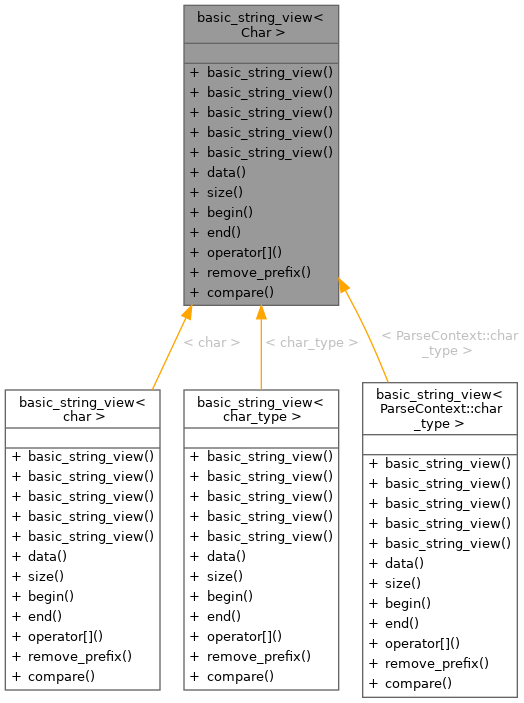 basic_string_view<
Char >
+ basic_string_view()
+ basic_string_view()
+ basic_string_view()
+ basic_string_view()
+ basic_string_view()
+ data()
+ size()
+ begin()
+ end()
+ operator[]()
+ remove_prefix()
+ compare()
< char >
< char_type >
< ParseContext::char
_type >
basic_string_view<
char >
+ basic_string_view()
+ basic_string_view()
+ basic_string_view()
+ basic_string_view()
+ basic_string_view()
+ data()
+ size()
+ begin()
+ end()
+ operator[]()
+ remove_prefix()
+ compare()
basic_string_view<
char_type >
+ basic_string_view()
+ basic_string_view()
+ basic_string_view()
+ basic_string_view()
+ basic_string_view()
+ data()
+ size()
+ begin()
+ end()
+ operator[]()
+ remove_prefix()
+ compare()
basic_string_view<
ParseContext::char
_type >
+ basic_string_view()
+ basic_string_view()
+ basic_string_view()
+ basic_string_view()
+ basic_string_view()
+ data()
+ size()
+ begin()
+ end()
+ operator[]()
+ remove_prefix()
+ compare()